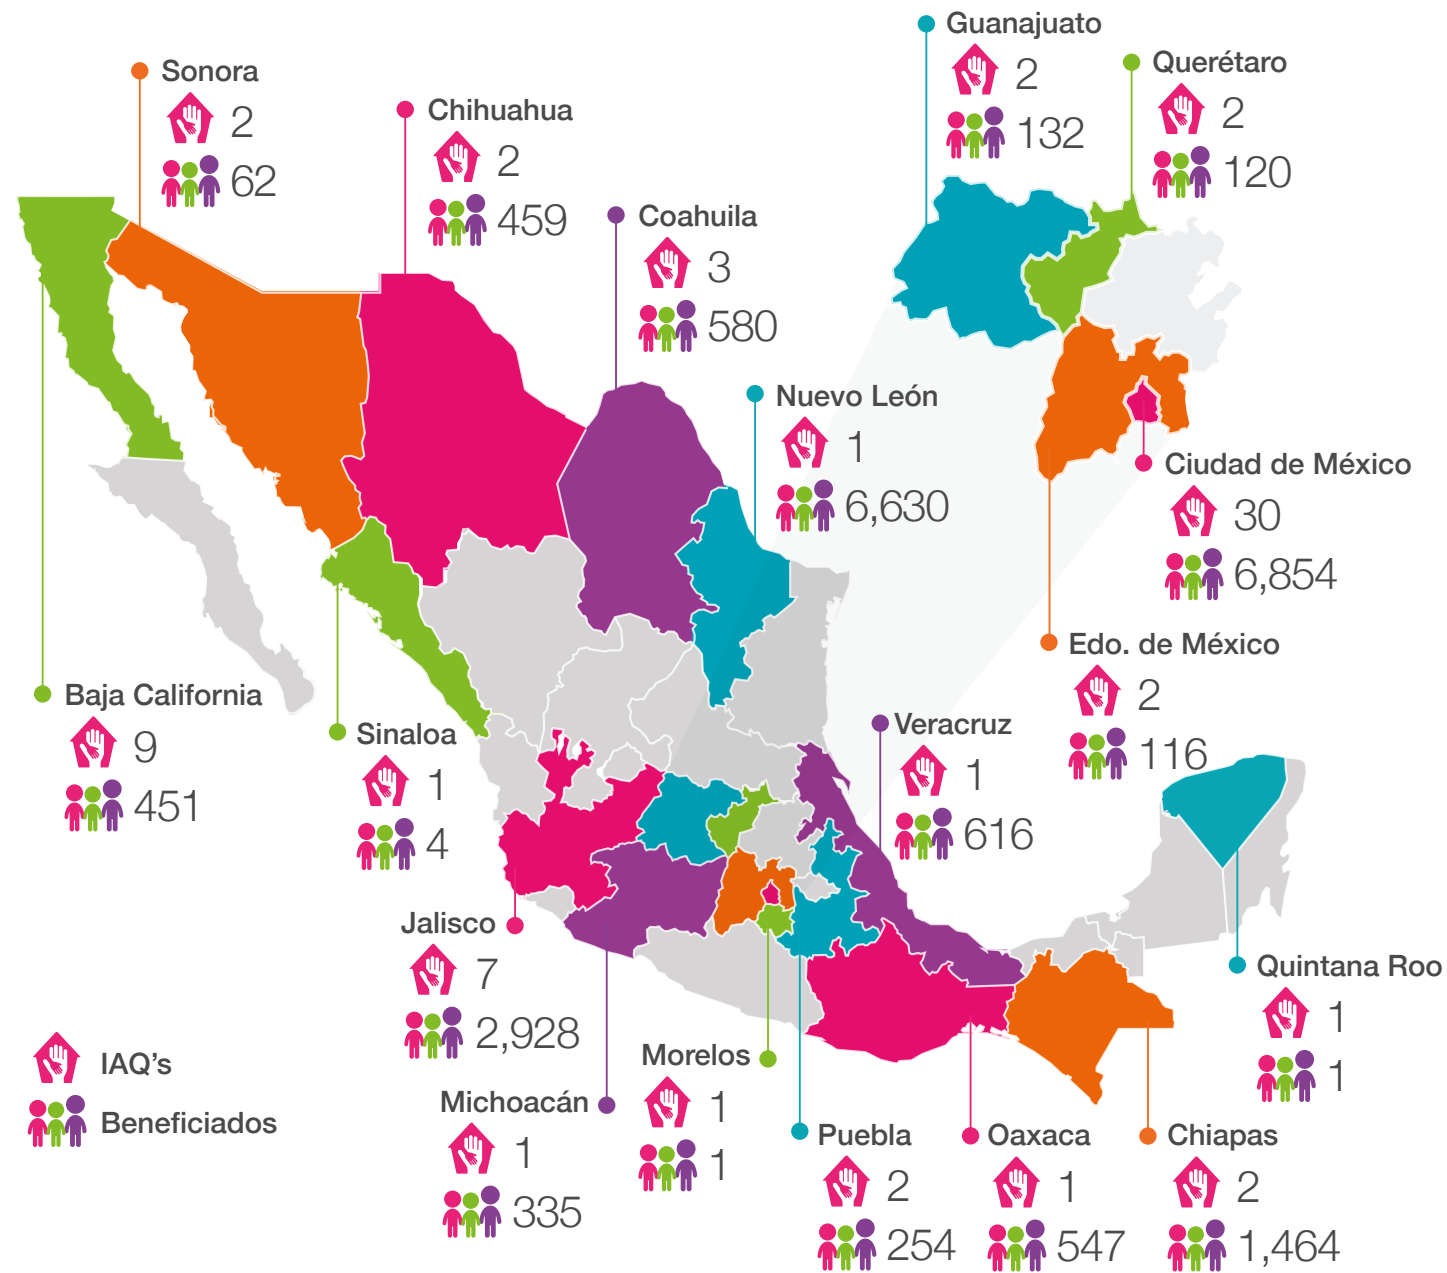 Guanajuato
2
132
Querétaro
2
120
Sonora
2
62
Chihuahua
2
459
Coahuila
3
580
Nuevo León
1
6,630
Ciudad de México
30
6,854
Edo. de México
2
116
Baja California
9
451
Sinaloa
1
4
Veracruz
1
616
Jalisco
7
2,928
Quintana Roo
1
1
Morelos
1
1
Michoacán
1
335
Puebla
2
254
Oaxaca
1
547
Chiapas
2
1,464
IAQ’s
Beneficiados